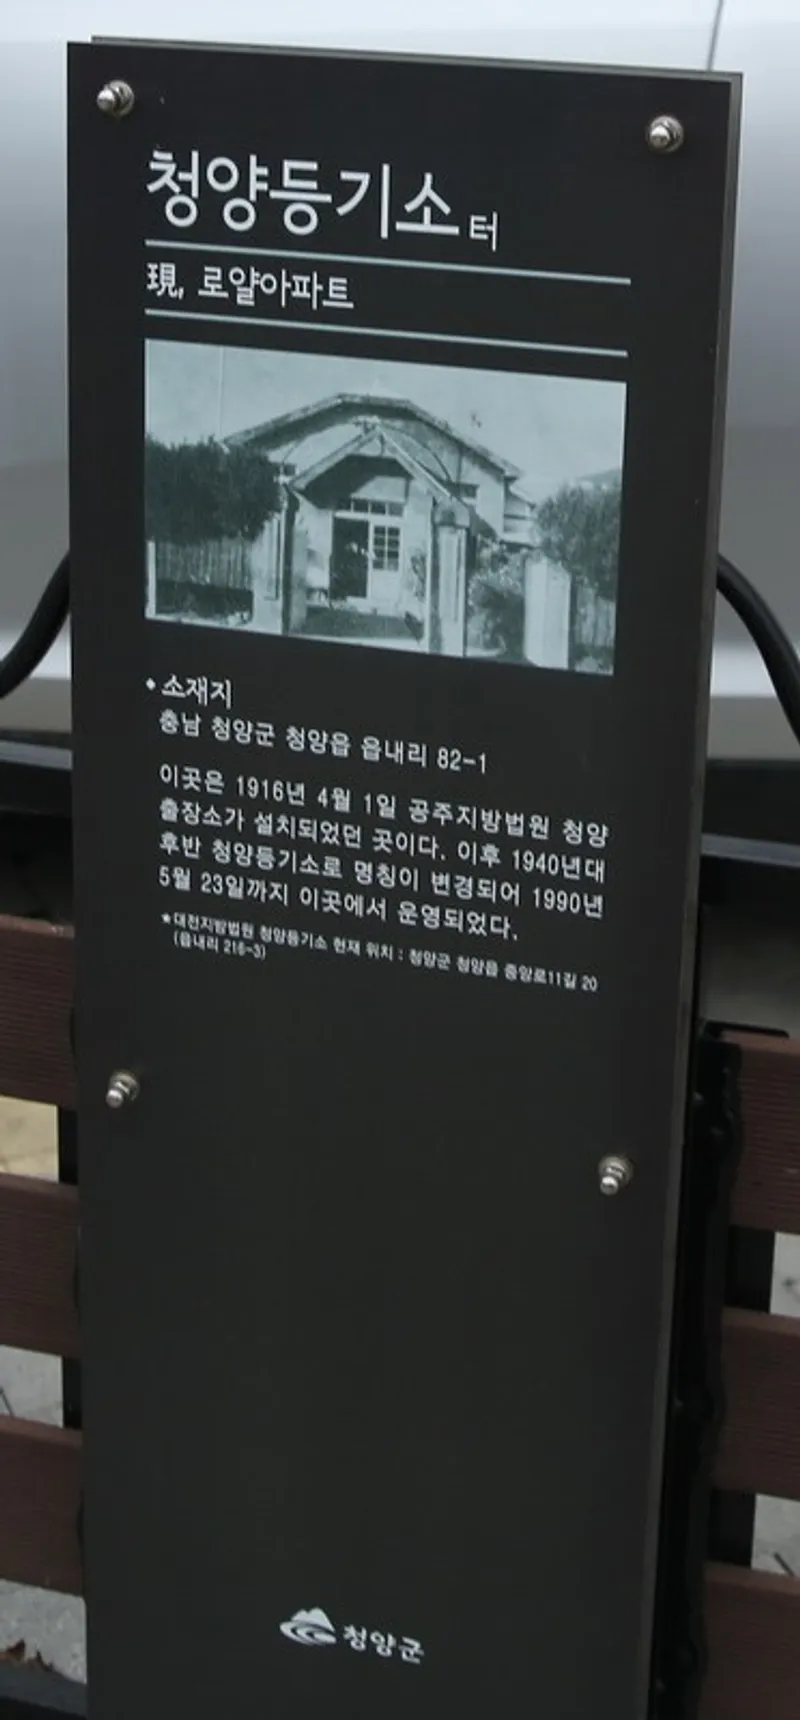 청양등기소 터
現, 로얄아파트
• 소재지
충남 청양군 청양읍 읍내리 82-1
이곳은 1916년 4월 1일 공주지방법원 청양
출장소가 설치되었던 곳이다. 이후 1940년대
후반 청양등기소로 명칭이 변경되어 1990년
5월 23일까지 이곳에서 운영되었다.
★대전지방법원 청양등기소 현재 위치 : 청양군 청양읍 중앙로11길 20
(읍내리 216-3)
청양군